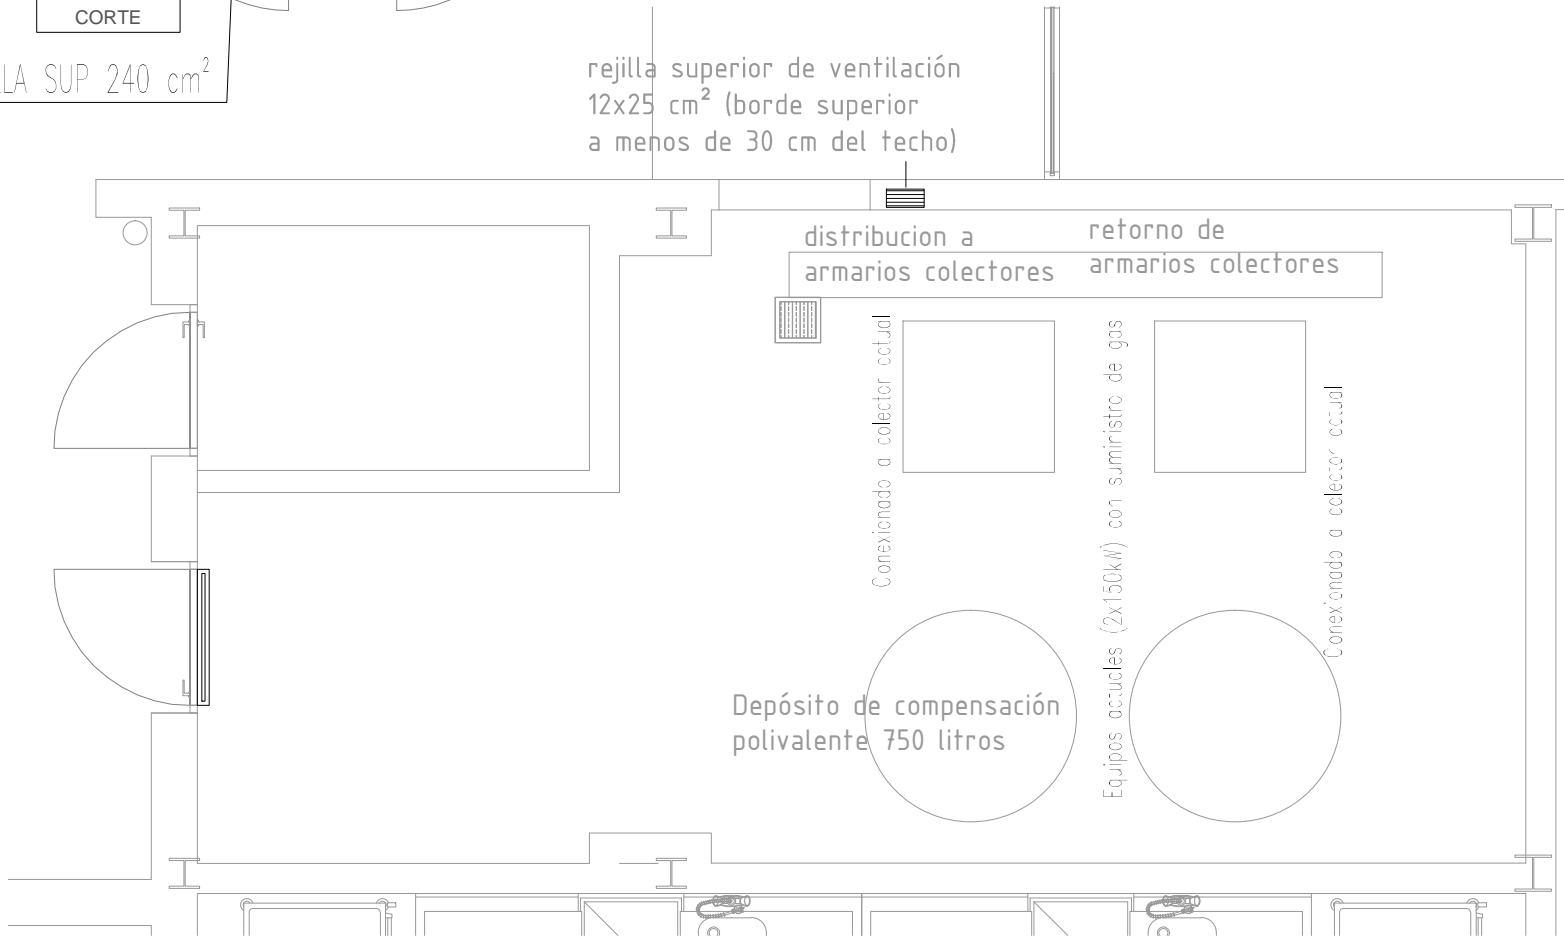 CORTE
LLA SUP 240 cm²
rejilla superior de ventilación
12x25 cm² (borde superior
a menos de 30 cm del techo)
distribucion a
armarios colectores
retorno de
armarios colectores
Conexionado a colector actual
Equipos actuales (2x150kW) con suministro de gas
Conexionado a colector actual
Depósito de compensación
polivalente 750 litros